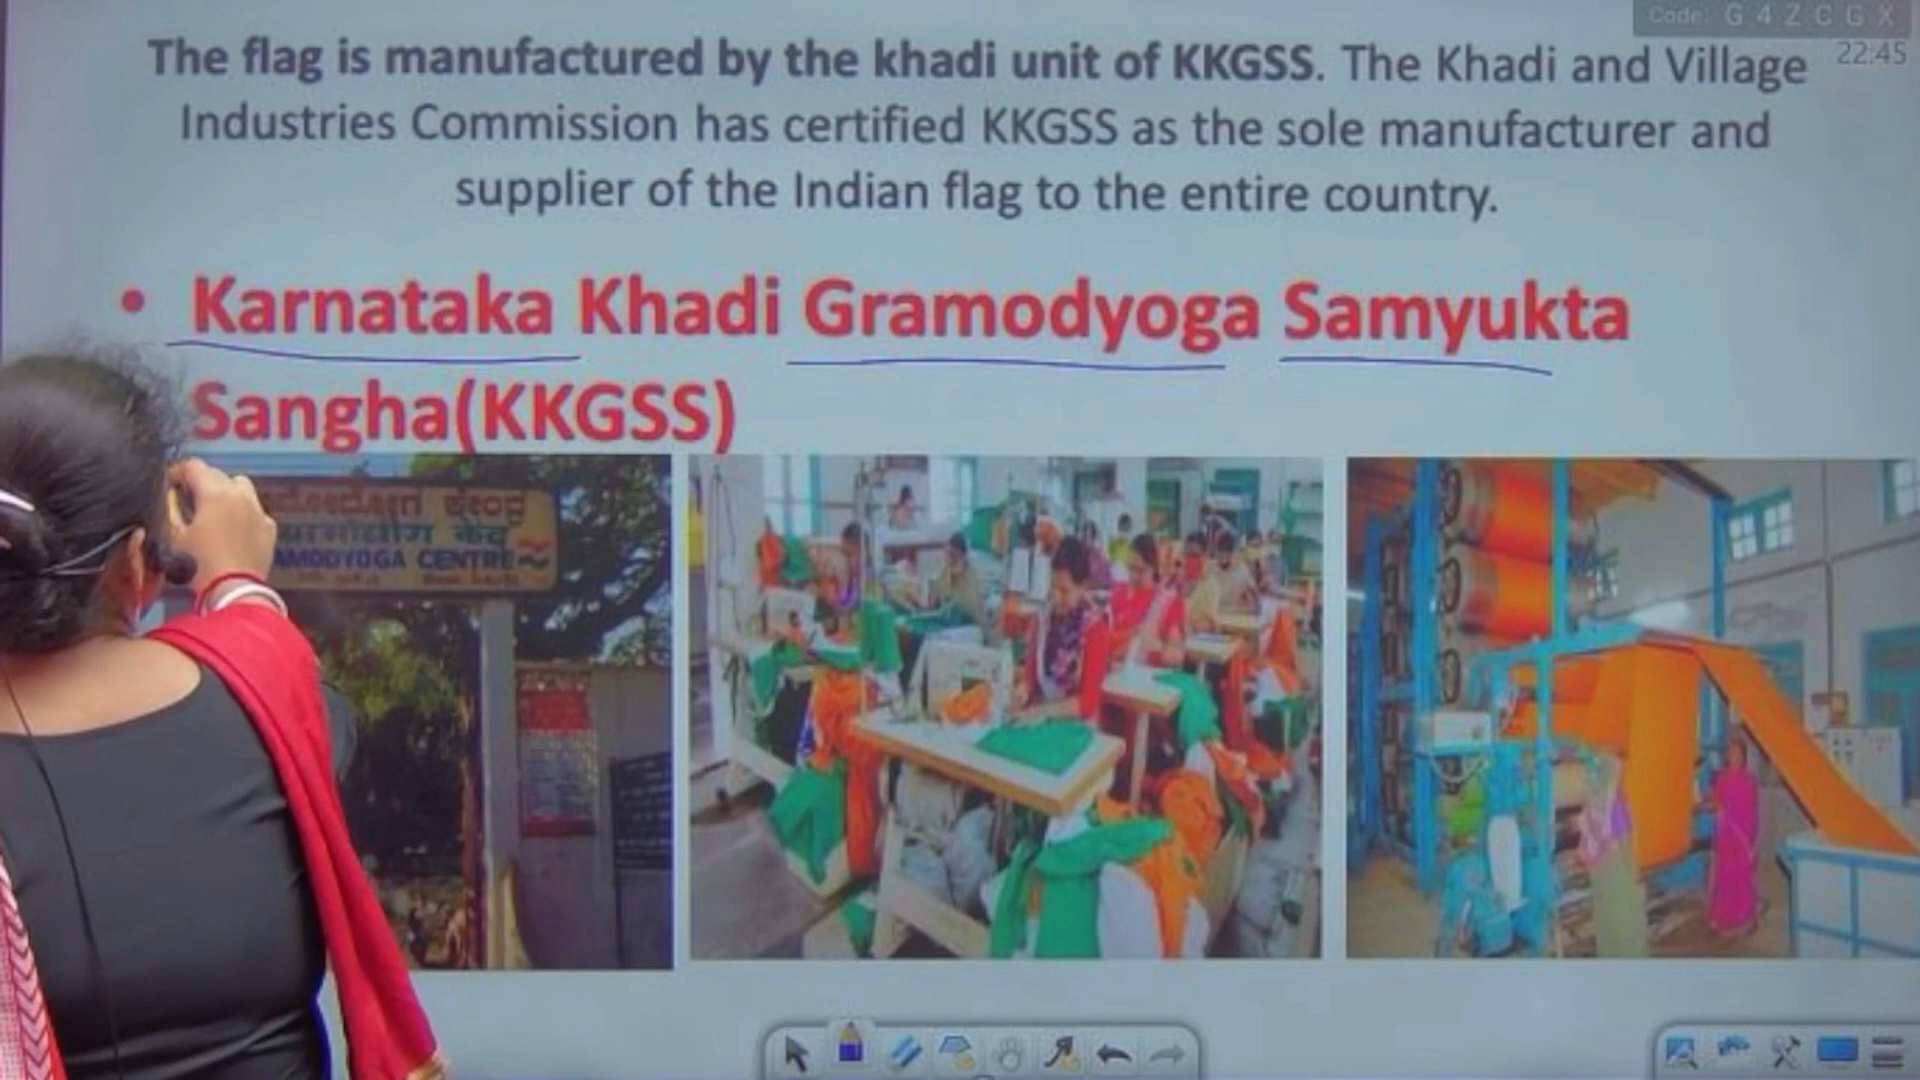 Code: G 4 Z C G X
22:45
The flag is manufactured by the khadi unit of KKGSS. The Khadi and Village
Industries Commission has certified KKGSS as the sole manufacturer and
supplier of the Indian flag to the entire country.
• Karnataka Khadi Gramodyoga Samyukta
Sangha(KKGSS)
AMODYOGA CENTRE